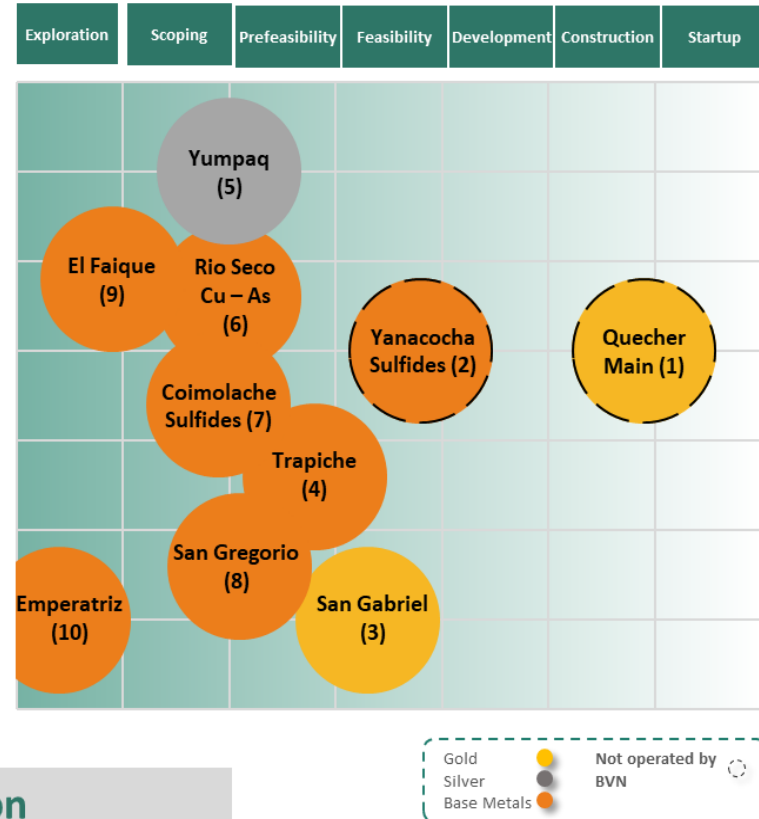 Exploration
Scoping
Prefeasibility
Feasibility
Development
Construction
Startup
Yumpaq
(5)
El Faique
(9)
Rio Seco
Cu – As
(6)
Yanacocha
Sulfides (2)
Quecher
Main (1)
Coimolache
Sulfides (7)
Trapiche
(4)
San Gregorio
(8)
Emperatriz
(10)
San Gabriel
(3)
Gold
Silver
Base Metals
Not operated by
BVN
on